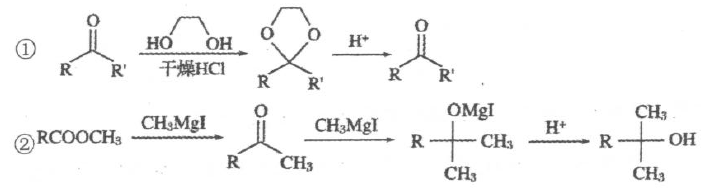 ① R O R' HO OH 干燥HCl O O R R' H⁺ O R R'
② RCOOCH₃ CH₃MgI O R CH₃ CH₃MgI OMgI R CH₃ CH₃ H⁺ CH₃ R OH CH₃